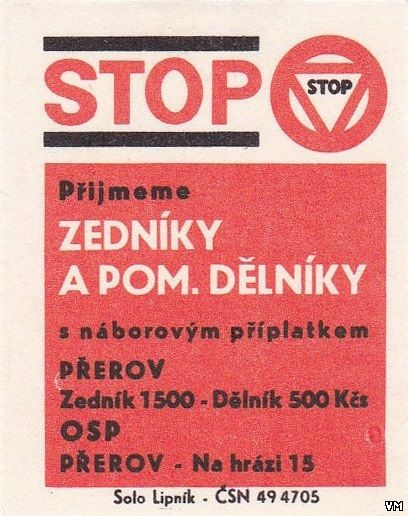 STOP
STOP
Přijmeme
ZEDNÍKY
A POM. DĚLNÍKY
s náborovým příplatkem
PŘEROV
Zedník 1500 - Dělník 500 Kčs
OSP
PŘEROV - Na hrázi 15
Solo Lipník - ČSN 49 4705
VM